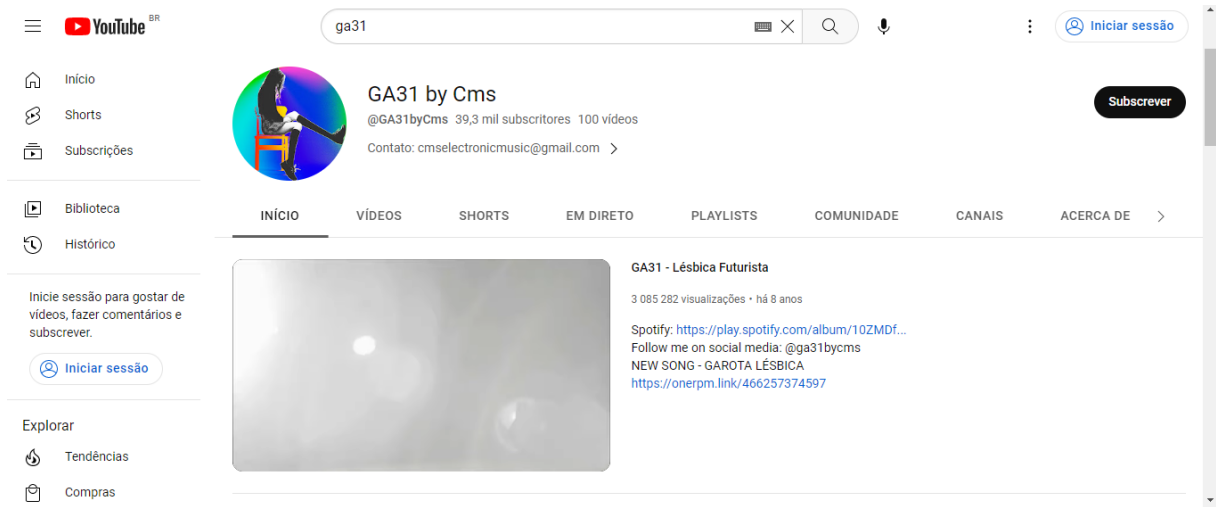 YouTube BR
ga31
Iniciar sessão
Início
Shorts
Subscrições
Biblioteca
Histórico
Inicie sessão para gostar de
vídeos, fazer comentários e
subscrever.
Iniciar sessão
Explorar
Tendências
Compras
GA31 by Cms
@GA31byCms 39,3 mil subscritores 100 vídeos
Contato: cmselectronicmusic@gmail.com
Subscrever
INÍCIO VÍDEOS SHORTS EM DIRETO PLAYLISTS COMUNIDADE CANAIS ACERCA DE
GA31 - Lésbica Futurista
3 085 282 visualizações • há 8 anos
Spotify: https://play.spotify.com/album/10ZMDf...
Follow me on social media: @ga31bycms
NEW SONG - GAROTA LÉSBICA
https://onerpm.link/466257374597